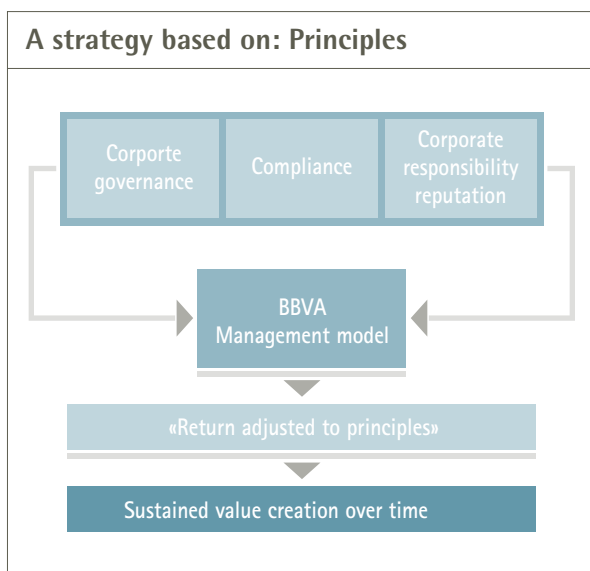 A strategy based on: Principles
Corporte
governance
Compliance
Corporate
responsibility
reputation
BBVA
Management model
«Return adjusted to principles»
Sustained value creation over time